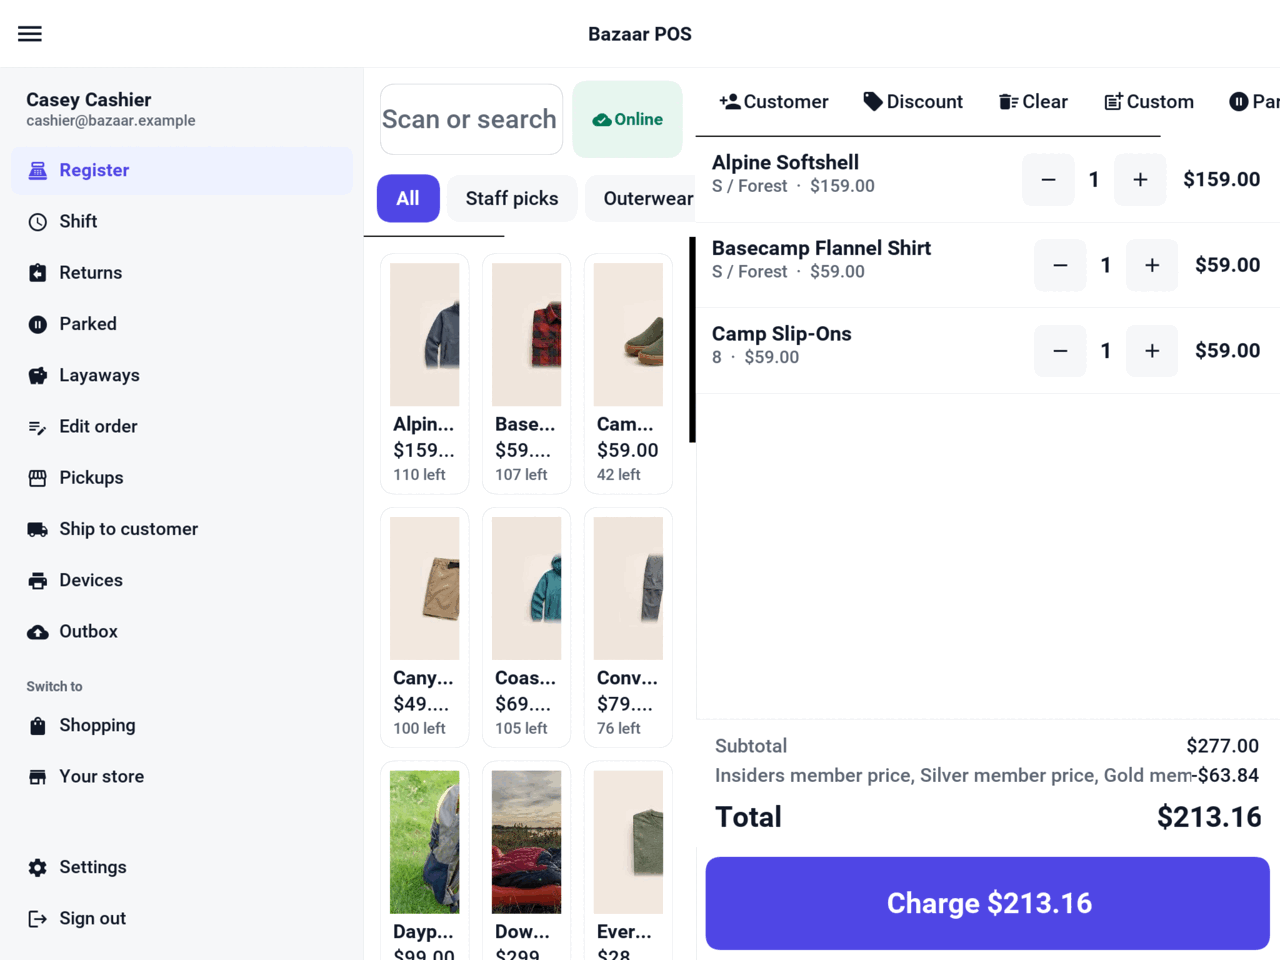 Bazaar POS
Casey Cashier
cashier@bazaar.example
Register
Shift
Returns
Parked
Layaways
Edit order
Pickups
Ship to customer
Devices
Outbox
Switch to
Shopping
Your store
Settings
Sign out
Scan or search
Online
All
Staff picks
Outerwear
Alpin...
$159...
110 left
Base...
$59....
107 left
Cam...
$59.00
42 left
Cany...
$49....
100 left
Coas...
$69....
105 left
Conv...
$79....
76 left
Dayp...
$99.00
Dow...
$299
Ever...
$28
Customer
Discount
Clear
Custom
Par
Alpine Softshell
S / Forest · $159.00
1
$159.00
Basecamp Flannel Shirt
S / Forest · $59.00
1
$59.00
Camp Slip-Ons
8 · $59.00
1
$59.00
Subtotal
$277.00
Insiders member price, Silver member price, Gold mem
-$63.84
Total
$213.16
Charge $213.16